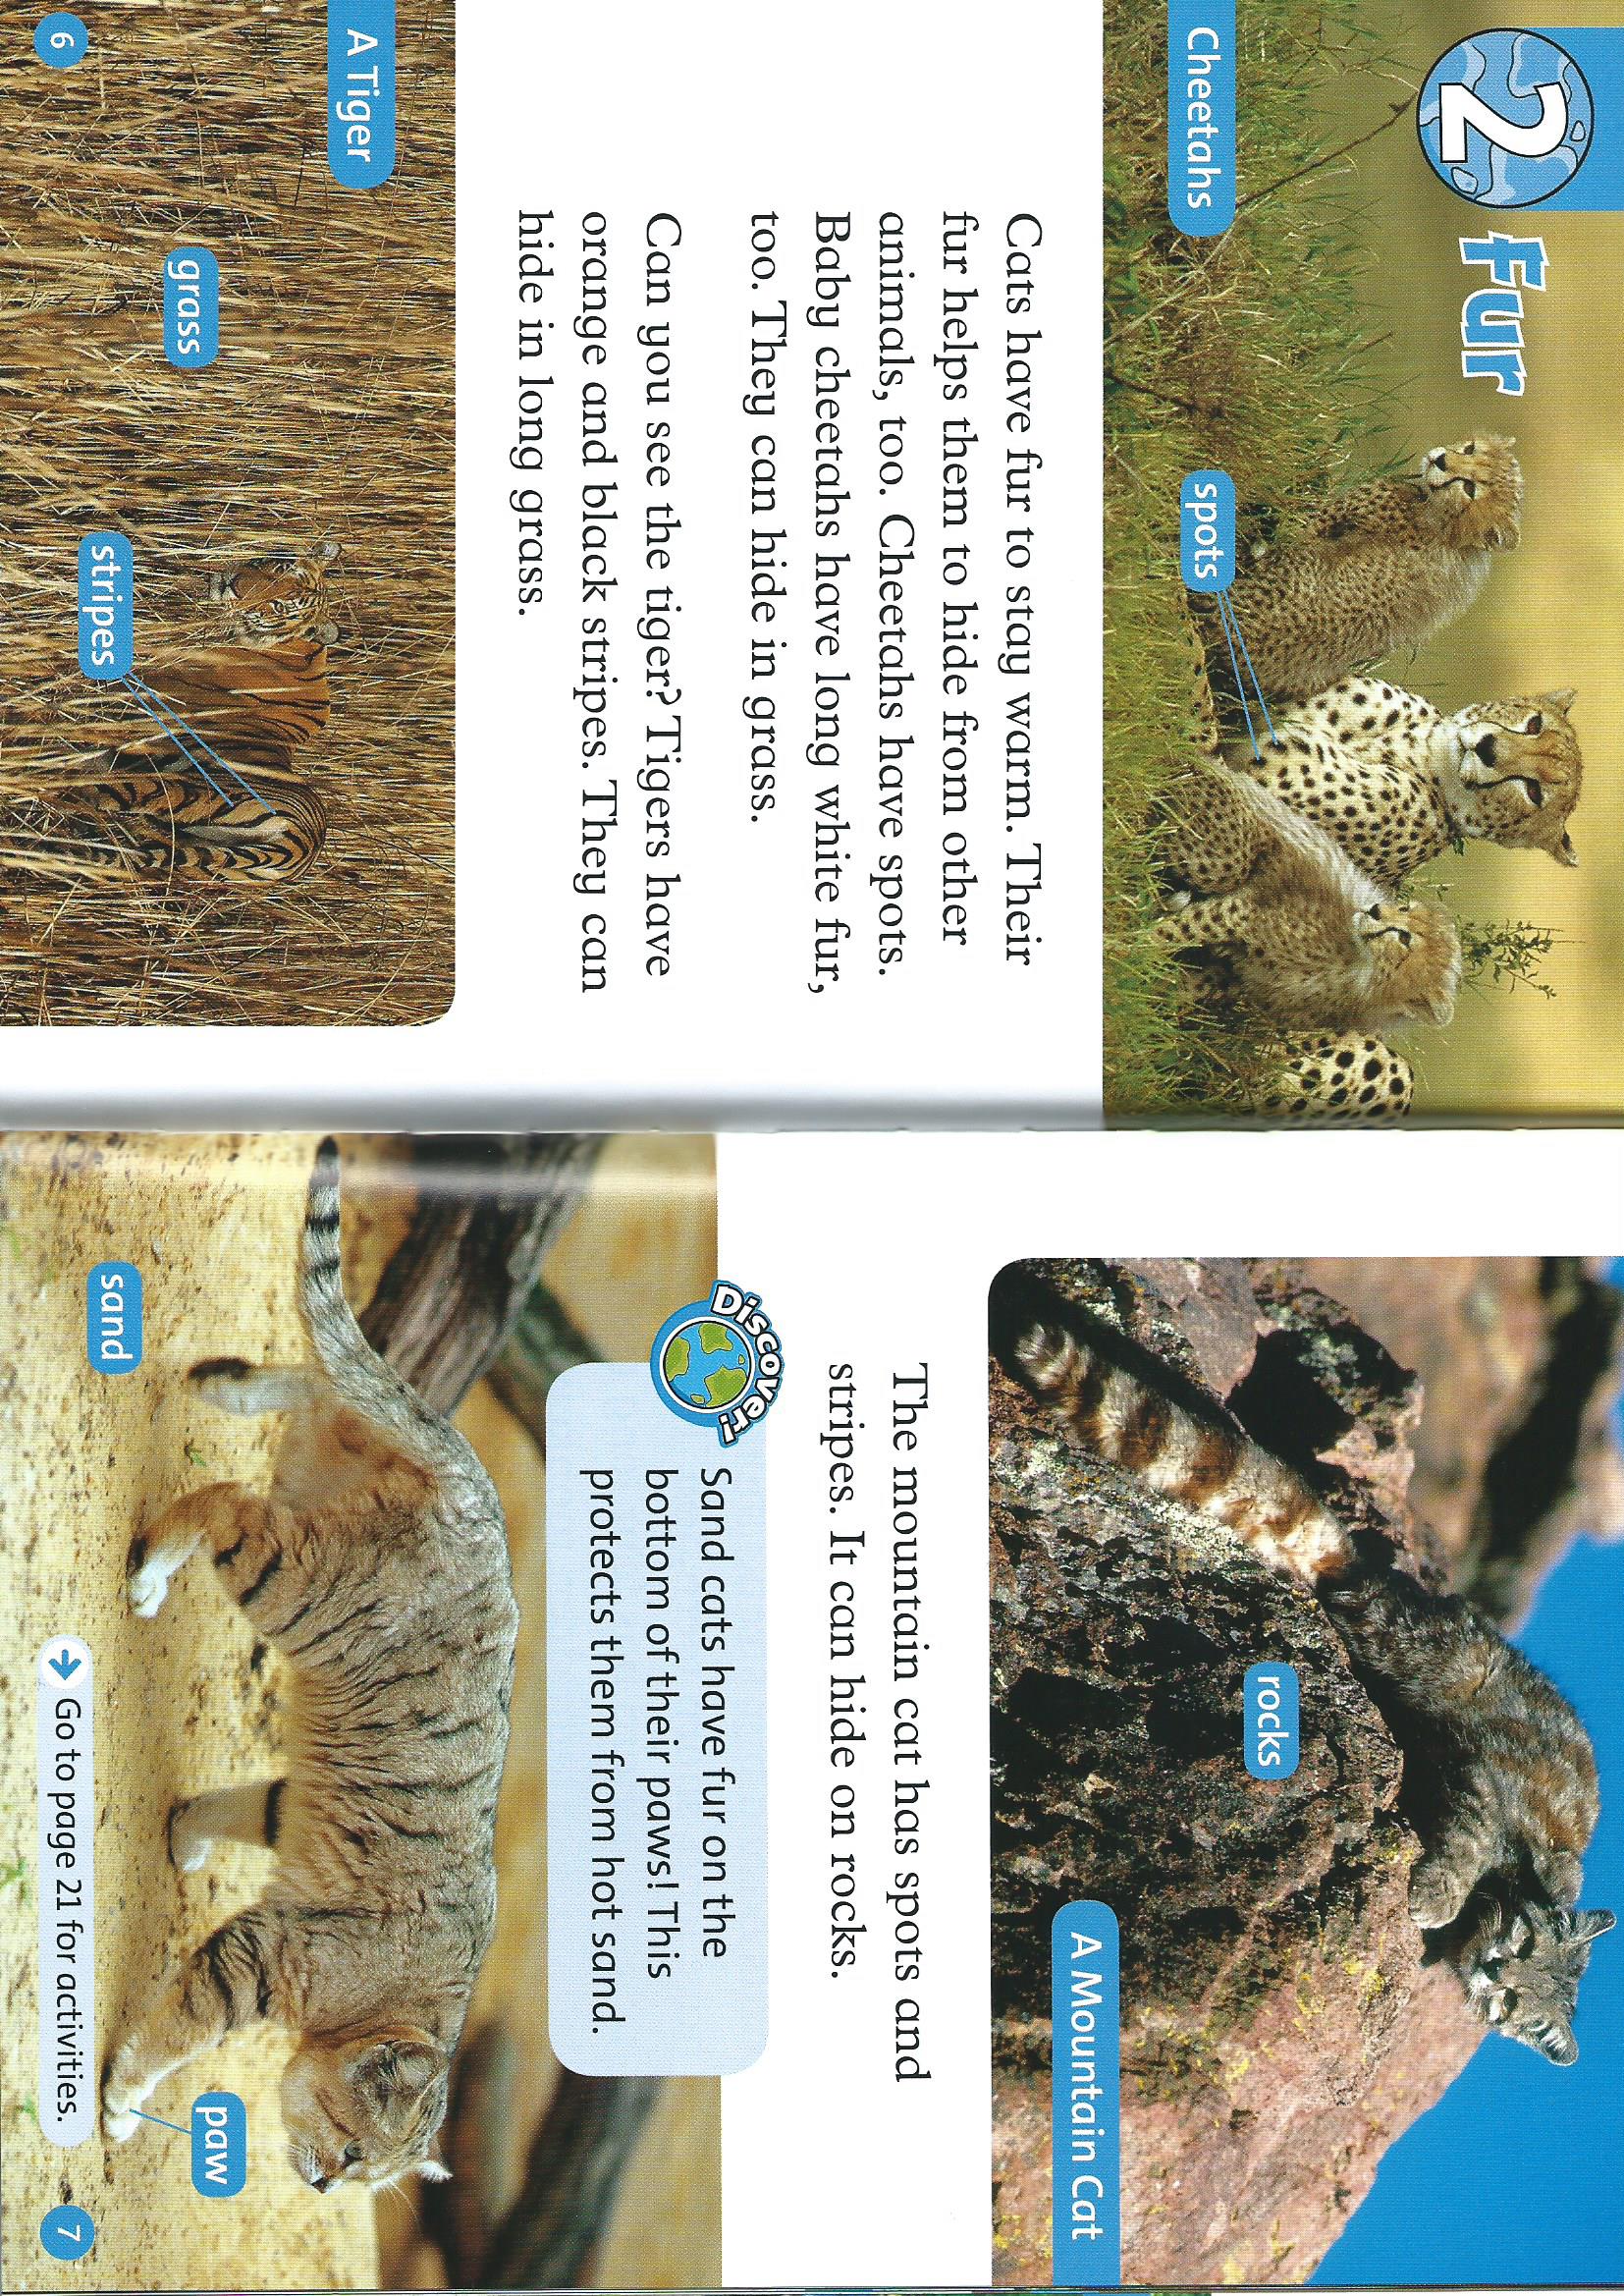 2 Fur
Cheetahs
spots
Cats have fur to stay warm. Their
fur helps them to hide from other
animals, too. Cheetahs have spots.
Baby cheetahs have long white fur,
too. They can hide in grass.
Can you see the tiger? Tigers have
orange and black stripes. They can
hide in long grass.
A Tiger
grass
stripes
6
rocks
A Mountain Cat
The mountain cat has spots and
stripes. It can hide on rocks.
Discover!
Sand cats have fur on the
bottom of their paws! This
protects them from hot sand.
sand
paw
→ Go to page 21 for activities.
7